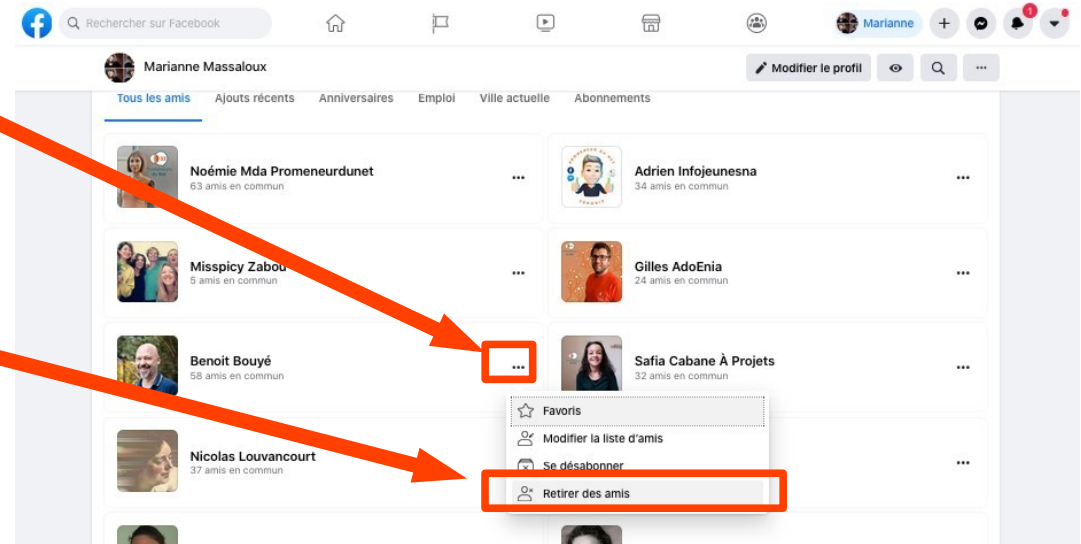 Rechercher sur Facebook
Marianne
1
Marianne Massaloux
Modifier le profil
Tous les amis Ajouts récents Anniversaires Emploi Ville actuelle Abonnements
Noémie Mda Promeneurdunet
63 amis en commun
Adrien Infojeunesna
34 amis en commun
Misspicy Zabou
5 amis en commun
Gilles AdoEnia
24 amis en commun
Benoit Bouyé
58 amis en commun
Safia Cabane À Projets
32 amis en commun
Favoris
Modifier la liste d'amis
Se désabonner
Retirer des amis
Nicolas Louvancourt
37 amis en commun